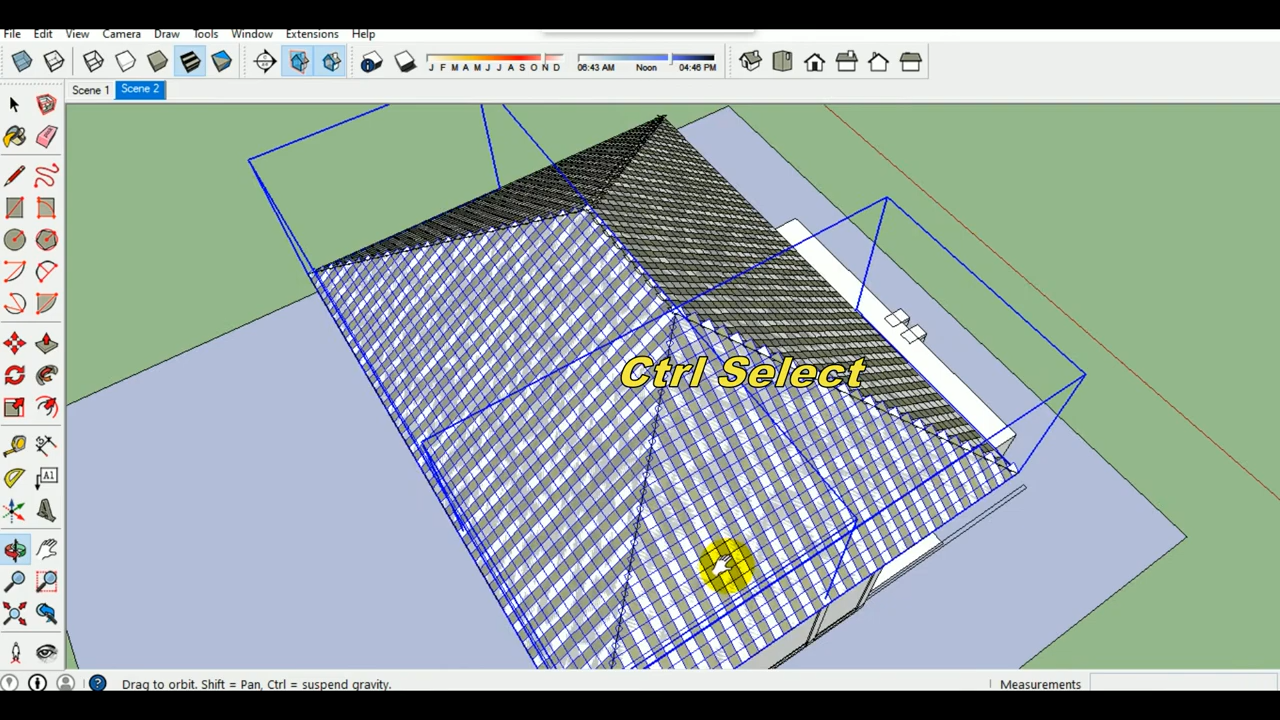 File Edit View Camera Draw Tools Window Extensions Help
J F M A M J J A S O N D
06:43 AM Noon 04:46 PM
Scene 1 Scene 2
Ctrl Select
A1
Drag to orbit. Shift = Pan, Ctrl = suspend gravity.
Measurements